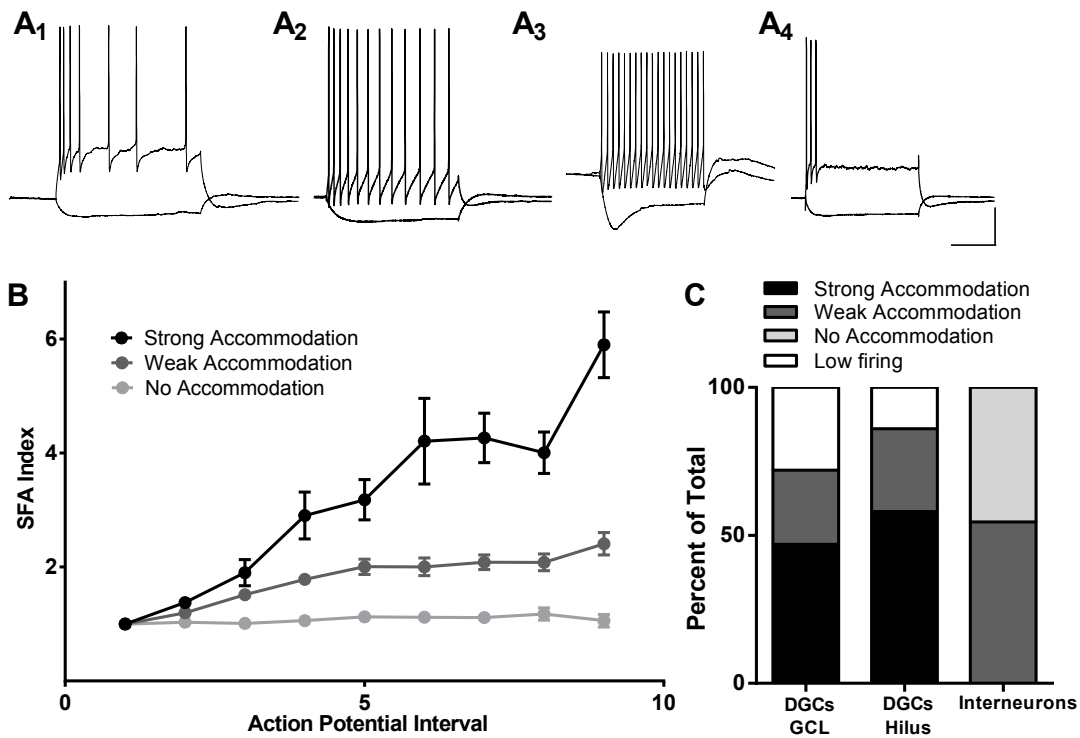 A1
A2
A3
A4
B
6
4
2
Strong Accommodation
Weak Accommodation
No Accommodation
SFA Index
0
5
10
Action Potential Interval
C
Strong Accommodation
Weak Accommodation
No Accommodation
Low firing
100
50
0
Percent of Total
DGCs
GCL
DGCs
Hilus
Interneurons